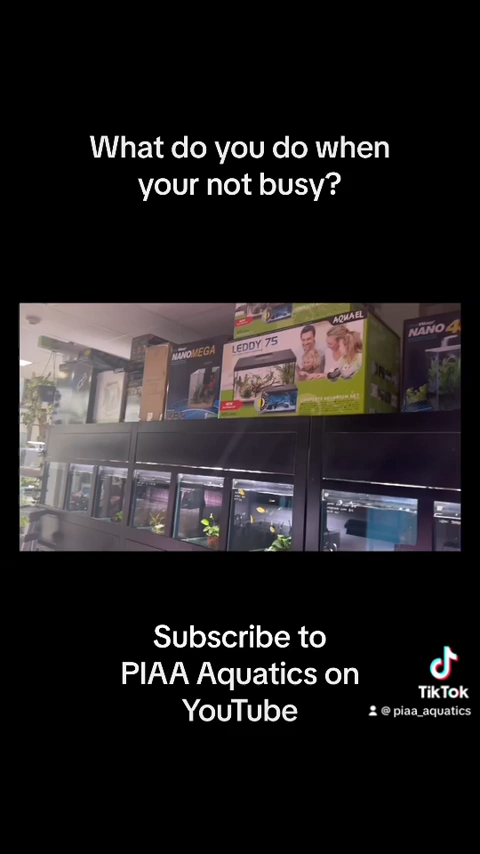 What do you do when
your not busy?
AQUAEL
NANOMEGA
LEDDY 75
NANO 4
Subscribe to
PIAA Aquatics on
YouTube
TikTok
@ piaa_aquatics